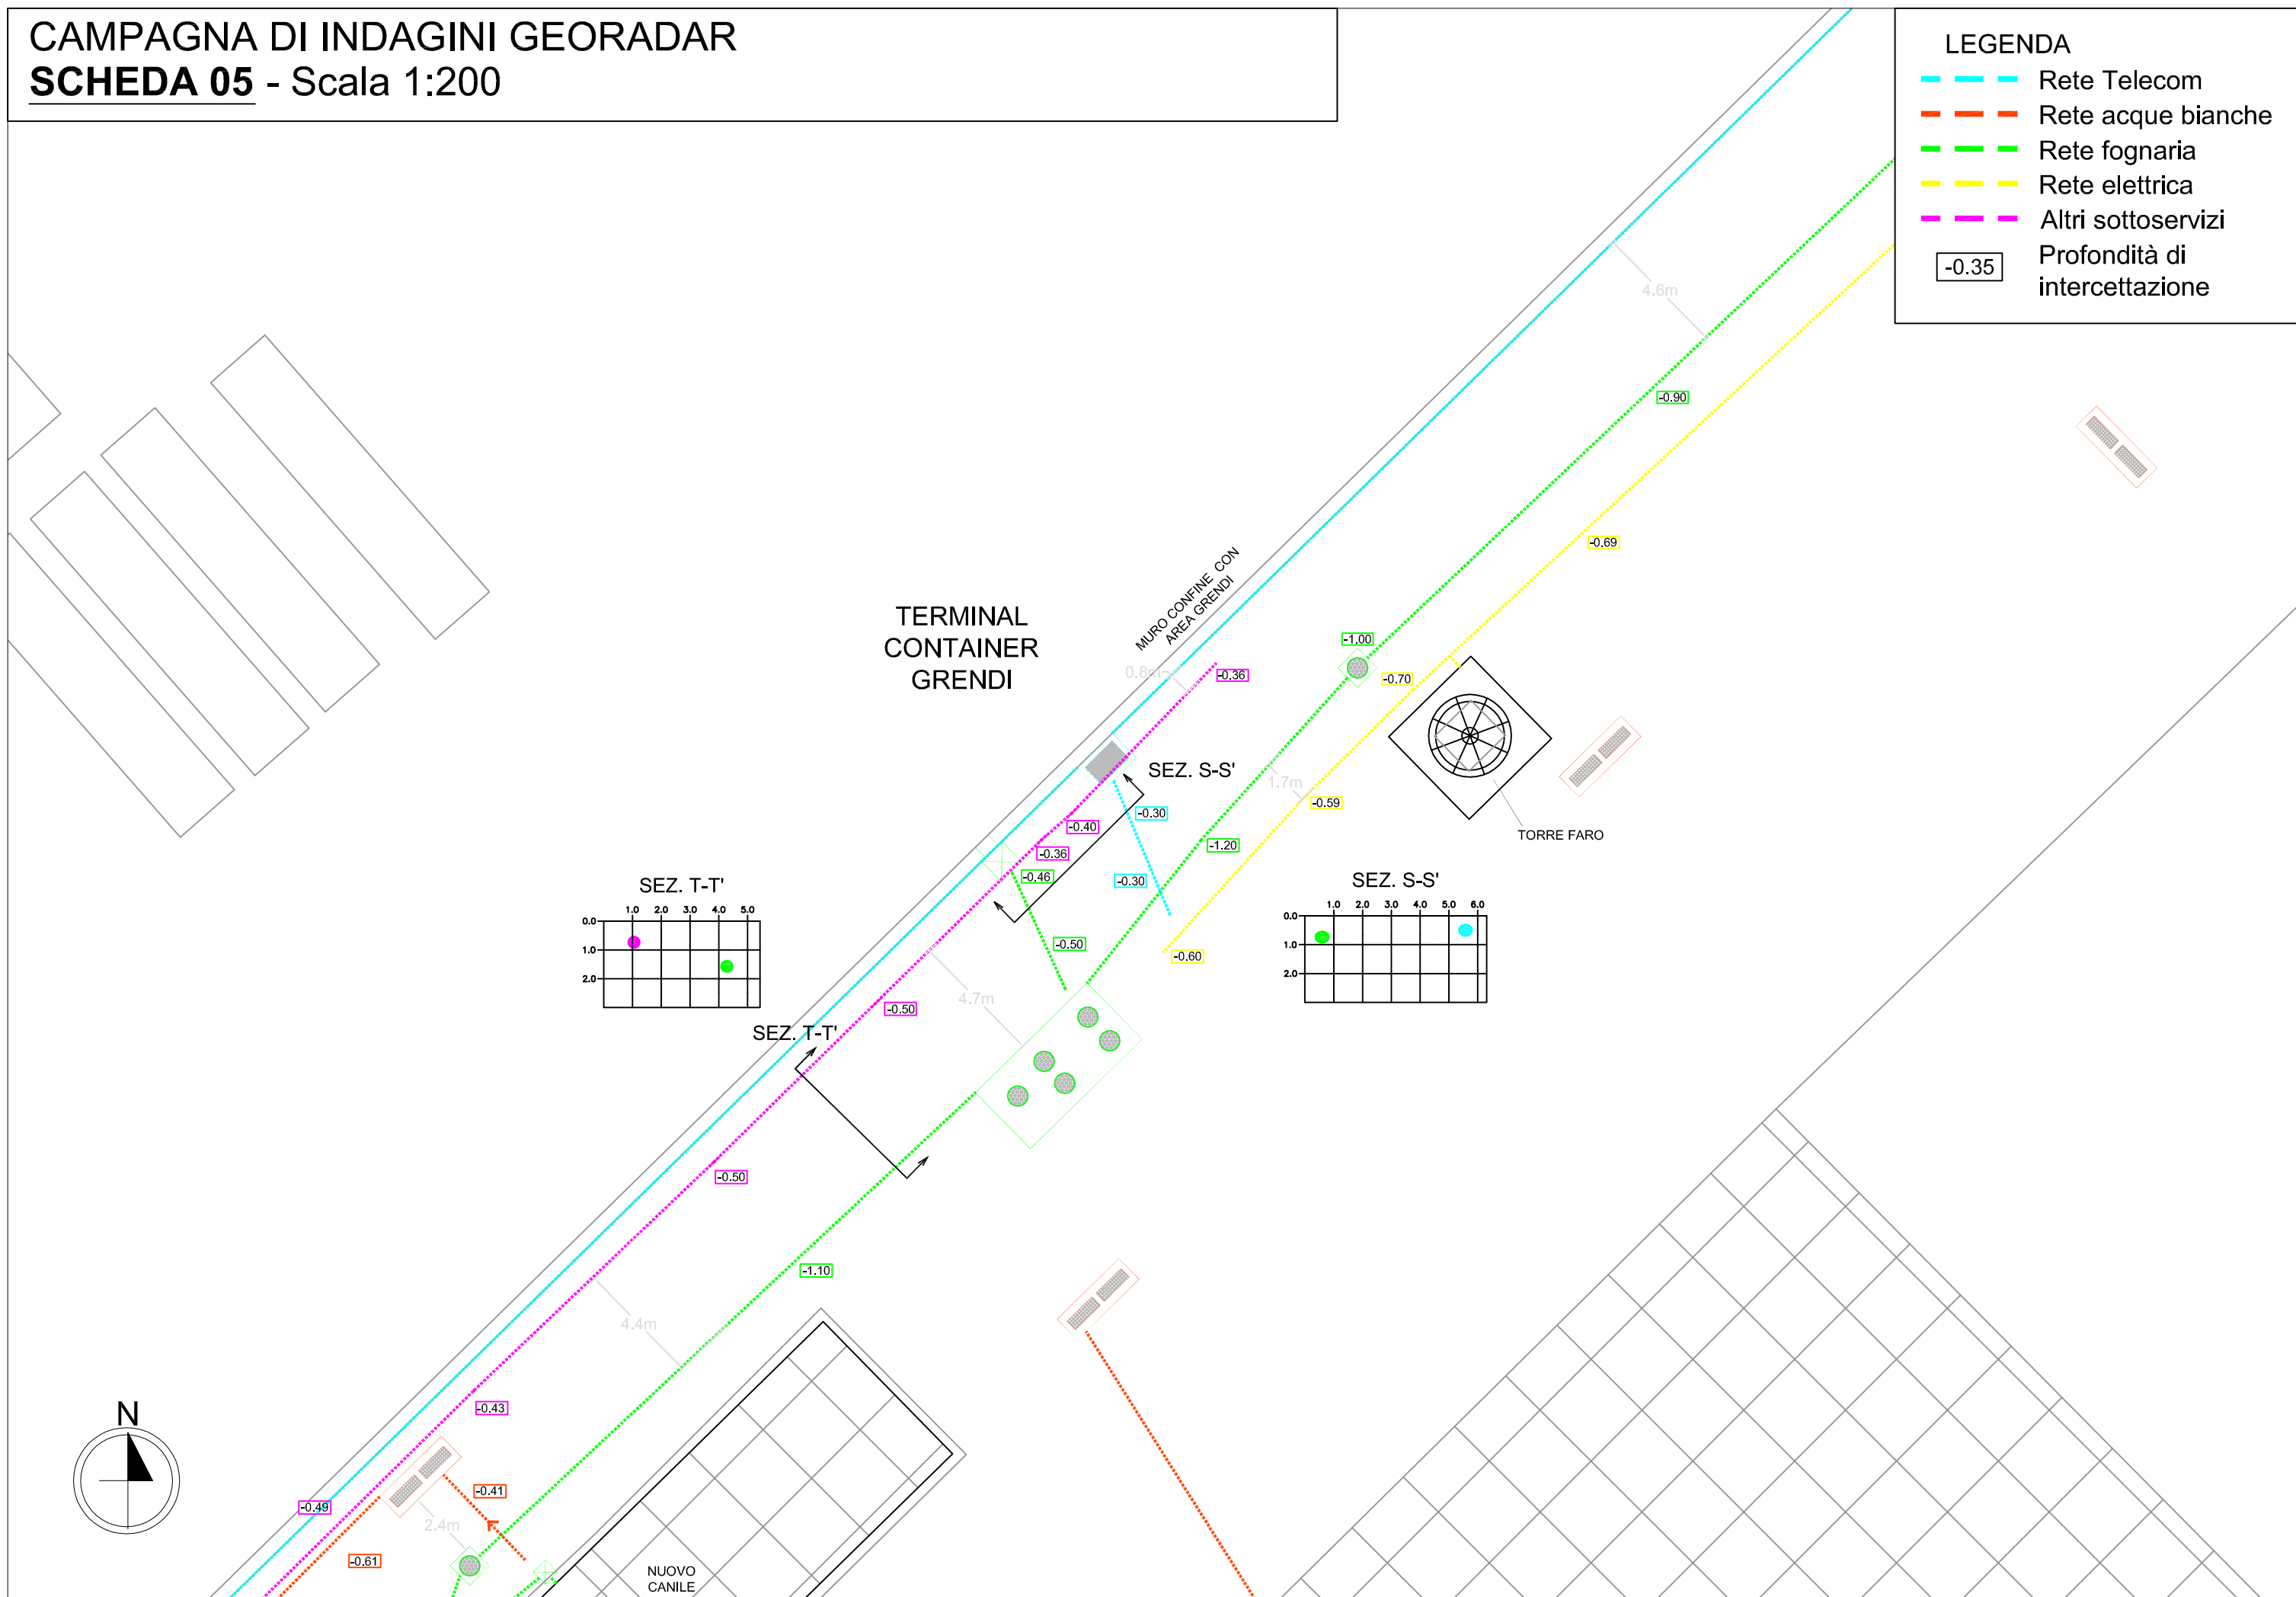 CAMPAGNA DI INDAGINI GEORADAR
SCHEDA 05 - Scala 1:200
LEGENDA
Rete Telecom
Rete acque bianche
Rete fognaria
Rete elettrica
Altri sottoservizi
-0.35
Profondità di
intercettazione
4.6m
-0.90
-0.69
MURO CONFINE CON
AREA GRENDI
TERMINAL
CONTAINER
GRENDI
-1.00
0.8m
-0.36
-0.70
SEZ. S-S'
1.7m
-0.59
-0.30
-0.40
TORRE FARO
-1.20
-0.36
-0.46
-0.30
SEZ. T-T'
1.0 2.0 3.0 4.0 5.0
0.0
1.0
2.0
SEZ. S-S'
1.0 2.0 3.0 4.0 5.0 6.0
0.0
1.0
2.0
-0.50
-0.60
4.7m
-0.50
SEZ. T-T'
-0.50
-1.10
4.4m
-0.43
N
-0.41
-0.49
2.4m
-0.61
NUOVO
CANILE